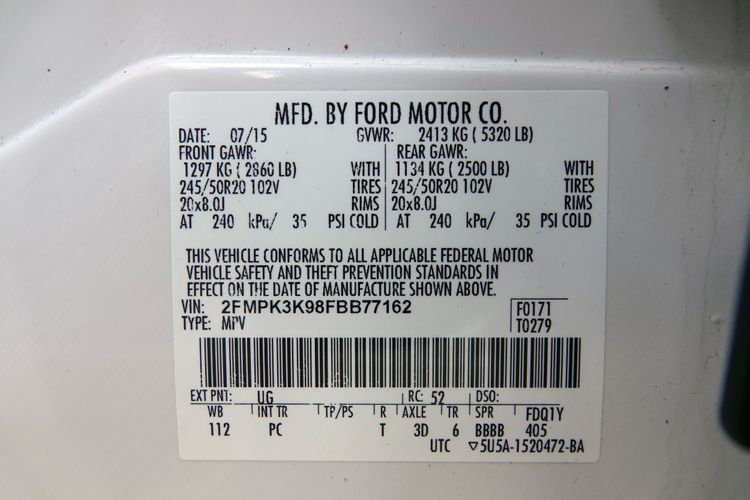 MFD. BY FORD MOTOR CO.
DATE: 07/15 GVWR: 2413 KG ( 5320 LB)
FRONT GAWR: REAR GAWR:
1297 KG ( 2860 LB) WITH 1134 KG ( 2500 LB) WITH
245/50R20 102V TIRES 245/50R20 102V TIRES
20x8.0J RIMS 20x8.0J RIMS
AT 240 kPa/ 35 PSI COLD AT 240 kPa/ 35 PSI COLD
THIS VEHICLE CONFORMS TO ALL APPLICABLE FEDERAL MOTOR
VEHICLE SAFETY AND THEFT PREVENTION STANDARDS IN
EFFECT ON THE DATE OF MANUFACTURE SHOWN ABOVE.
VIN: 2FMPK3K98FBB77162 F0171
TYPE: MPV T0279
EXT PNT: UG RC: 52 DSO:
WB INT TR TP/PS R AXLE TR SPR FDQ1Y
112 PC T 3D 6 BBBB 405
UTC ▽5U5A-1520472-BA